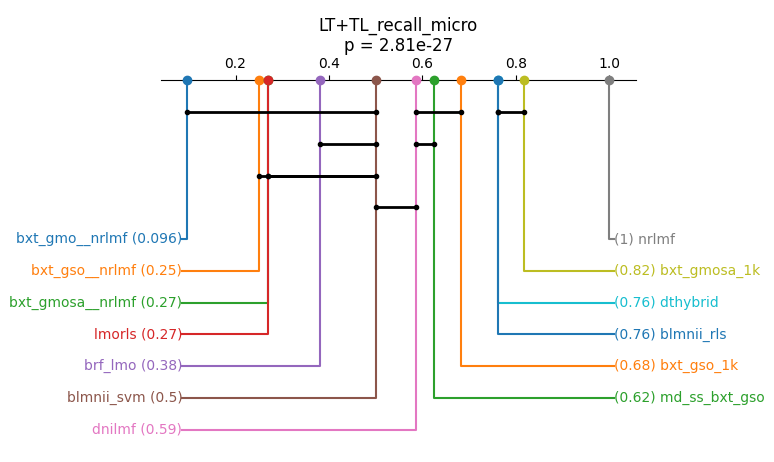 LT+TL_recall_micro
p = 2.81e-27
0.2 0.4 0.6 0.8 1.0
bxt_gmo__nrlmf (0.096) (1) nrlmf
bxt_gso__nrlmf (0.25) (0.82) bxt_gmosa_1k
bxt_gmosa__nrlmf (0.27) (0.76) dthybrid
lmorls (0.27) (0.76) blmnii_rls
brf_lmo (0.38) (0.68) bxt_gso_1k
blmnii_svm (0.5) (0.62) md_ss_bxt_gso
dnilmf (0.59)